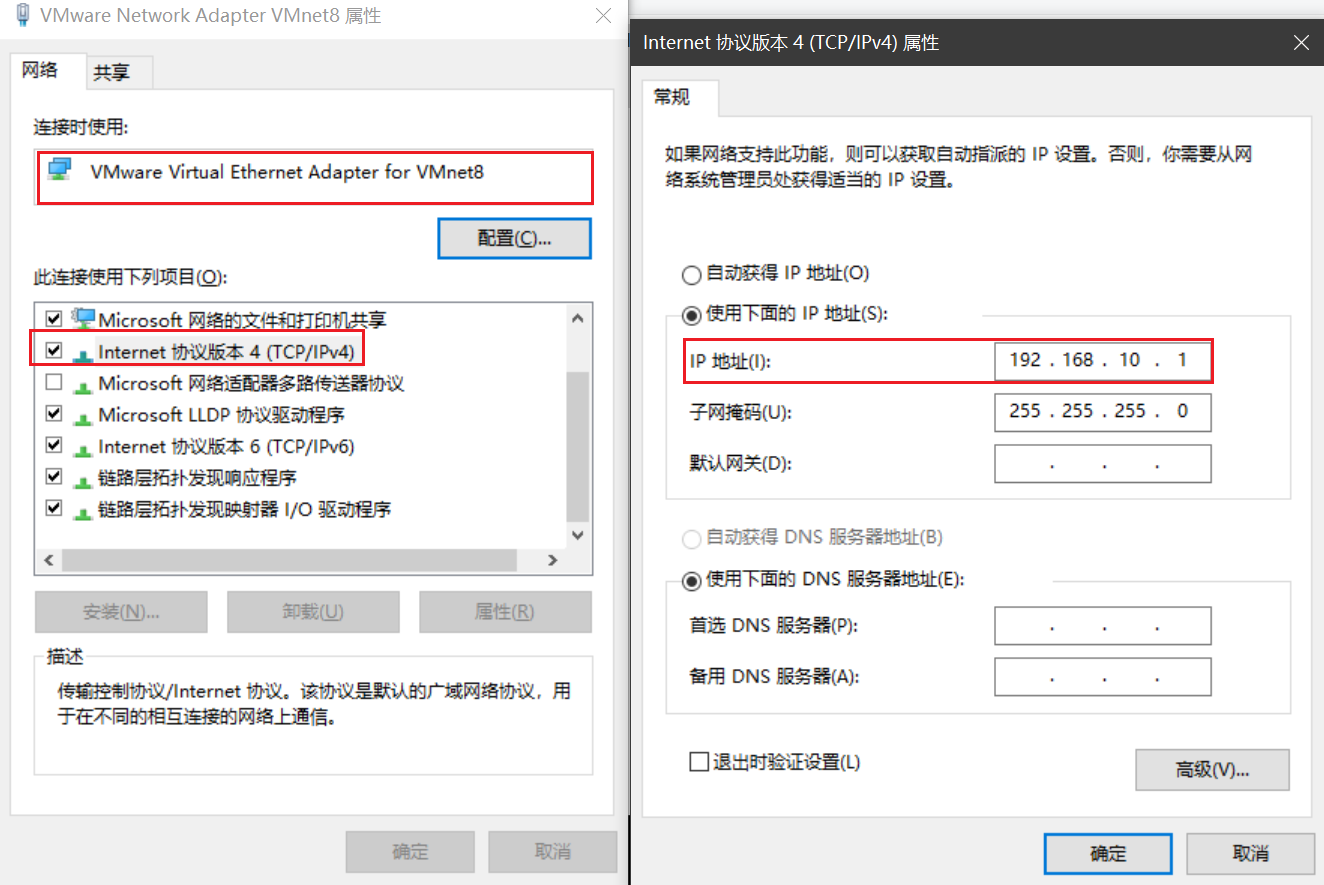 VMware Network Adapter VMnet8 属性
网络
共享
连接时使用:
VMware Virtual Ethernet Adapter for VMnet8
配置(C)...
此连接使用下列项目(O):
Microsoft 网络的文件和打印机共享
Internet 协议版本 4 (TCP/IPv4)
Microsoft 网络适配器多路传送器协议
Microsoft LLDP 协议驱动程序
Internet 协议版本 6 (TCP/IPv6)
链路层拓扑发现响应程序
链路层拓扑发现映射器 I/O 驱动程序
安装(N)... 卸载(U) 属性(R)
描述
传输控制协议/Internet 协议。该协议是默认的广域网络协议，用
于在不同的相互连接的网络上通信。
确定 取消
Internet 协议版本 4 (TCP/IPv4) 属性
常规
如果网络支持此功能，则可以获取自动指派的 IP 设置。否则，你需要从网
络系统管理员处获得适当的 IP 设置。
自动获得 IP 地址(O)
使用下面的 IP 地址(S):
IP 地址(I): 192 . 168 . 10 . 1
子网掩码(U): 255 . 255 . 255 . 0
默认网关(D): . . .
自动获得 DNS 服务器地址(B)
使用下面的 DNS 服务器地址(E):
首选 DNS 服务器(P): . . .
备用 DNS 服务器(A): . . .
退出时验证设置(L)
高级(V)...
确定 取消